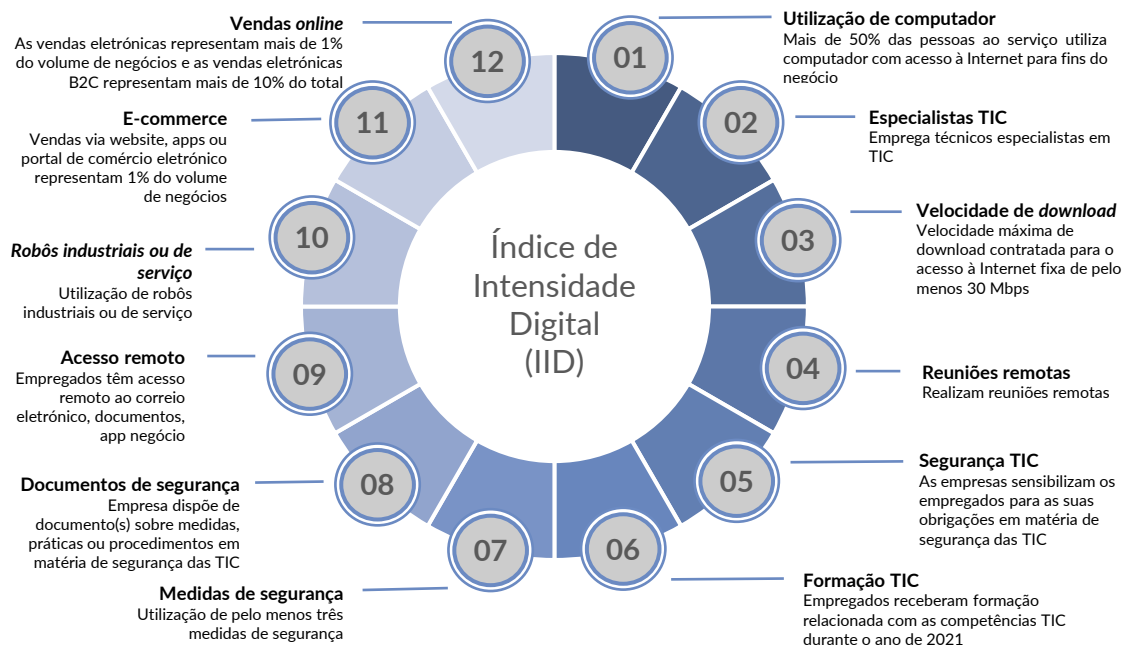 Índice de
Intensidade
Digital
(IID)
01
Utilização de computador
Mais de 50% das pessoas ao serviço utiliza
computador com acesso à Internet para fins do
negócio
02
Especialistas TIC
Emprega técnicos especialistas em
TIC
03
Velocidade de download
Velocidade máxima de
download contratada para o
acesso à Internet fixa de pelo
menos 30 Mbps
04
Reuniões remotas
Realizam reuniões remotas
05
Segurança TIC
As empresas sensibilizam os
empregados para as suas
obrigações em matéria de
segurança das TIC
06
Formação TIC
Empregados receberam formação
relacionada com as competências TIC
durante o ano de 2021
07
Medidas de segurança
Utilização de pelo menos três
medidas de segurança
08
Documentos de segurança
Empresa dispõe de
documento(s) sobre medidas,
práticas ou procedimentos em
matéria de segurança das TIC
09
Acesso remoto
Empregados têm acesso
remoto ao correio
eletrónico, documentos,
app negócio
10
Robôs industriais ou de
serviço
Utilização de robôs
industriais ou de serviço
11
E-commerce
Vendas via website, apps ou
portal de comércio eletrónico
representam 1% do volume
de negócios
12
Vendas online
As vendas eletrónicas representam mais de 1%
do volume de negócios e as vendas eletrónicas
B2C representam mais de 10% do total